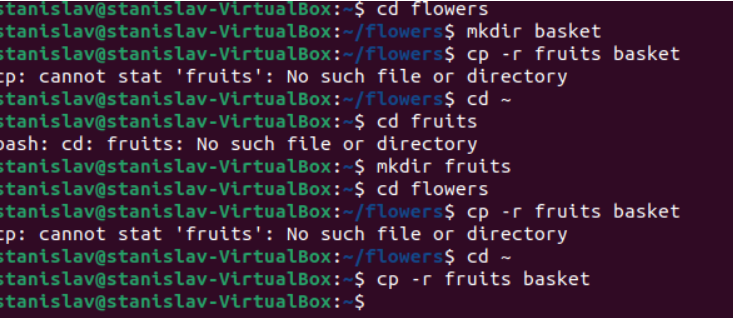 stanislav@stanislav-VirtualBox:~$ cd flowers
stanislav@stanislav-VirtualBox:~/flowers$ mkdir basket
stanislav@stanislav-VirtualBox:~/flowers$ cp -r fruits basket
cp: cannot stat 'fruits': No such file or directory
stanislav@stanislav-VirtualBox:~/flowers$ cd ~
stanislav@stanislav-VirtualBox:~$ cd fruits
bash: cd: fruits: No such file or directory
stanislav@stanislav-VirtualBox:~$ mkdir fruits
stanislav@stanislav-VirtualBox:~$ cd flowers
stanislav@stanislav-VirtualBox:~/flowers$ cp -r fruits basket
cp: cannot stat 'fruits': No such file or directory
stanislav@stanislav-VirtualBox:~/flowers$ cd ~
stanislav@stanislav-VirtualBox:~$ cp -r fruits basket
stanislav@stanislav-VirtualBox:~$